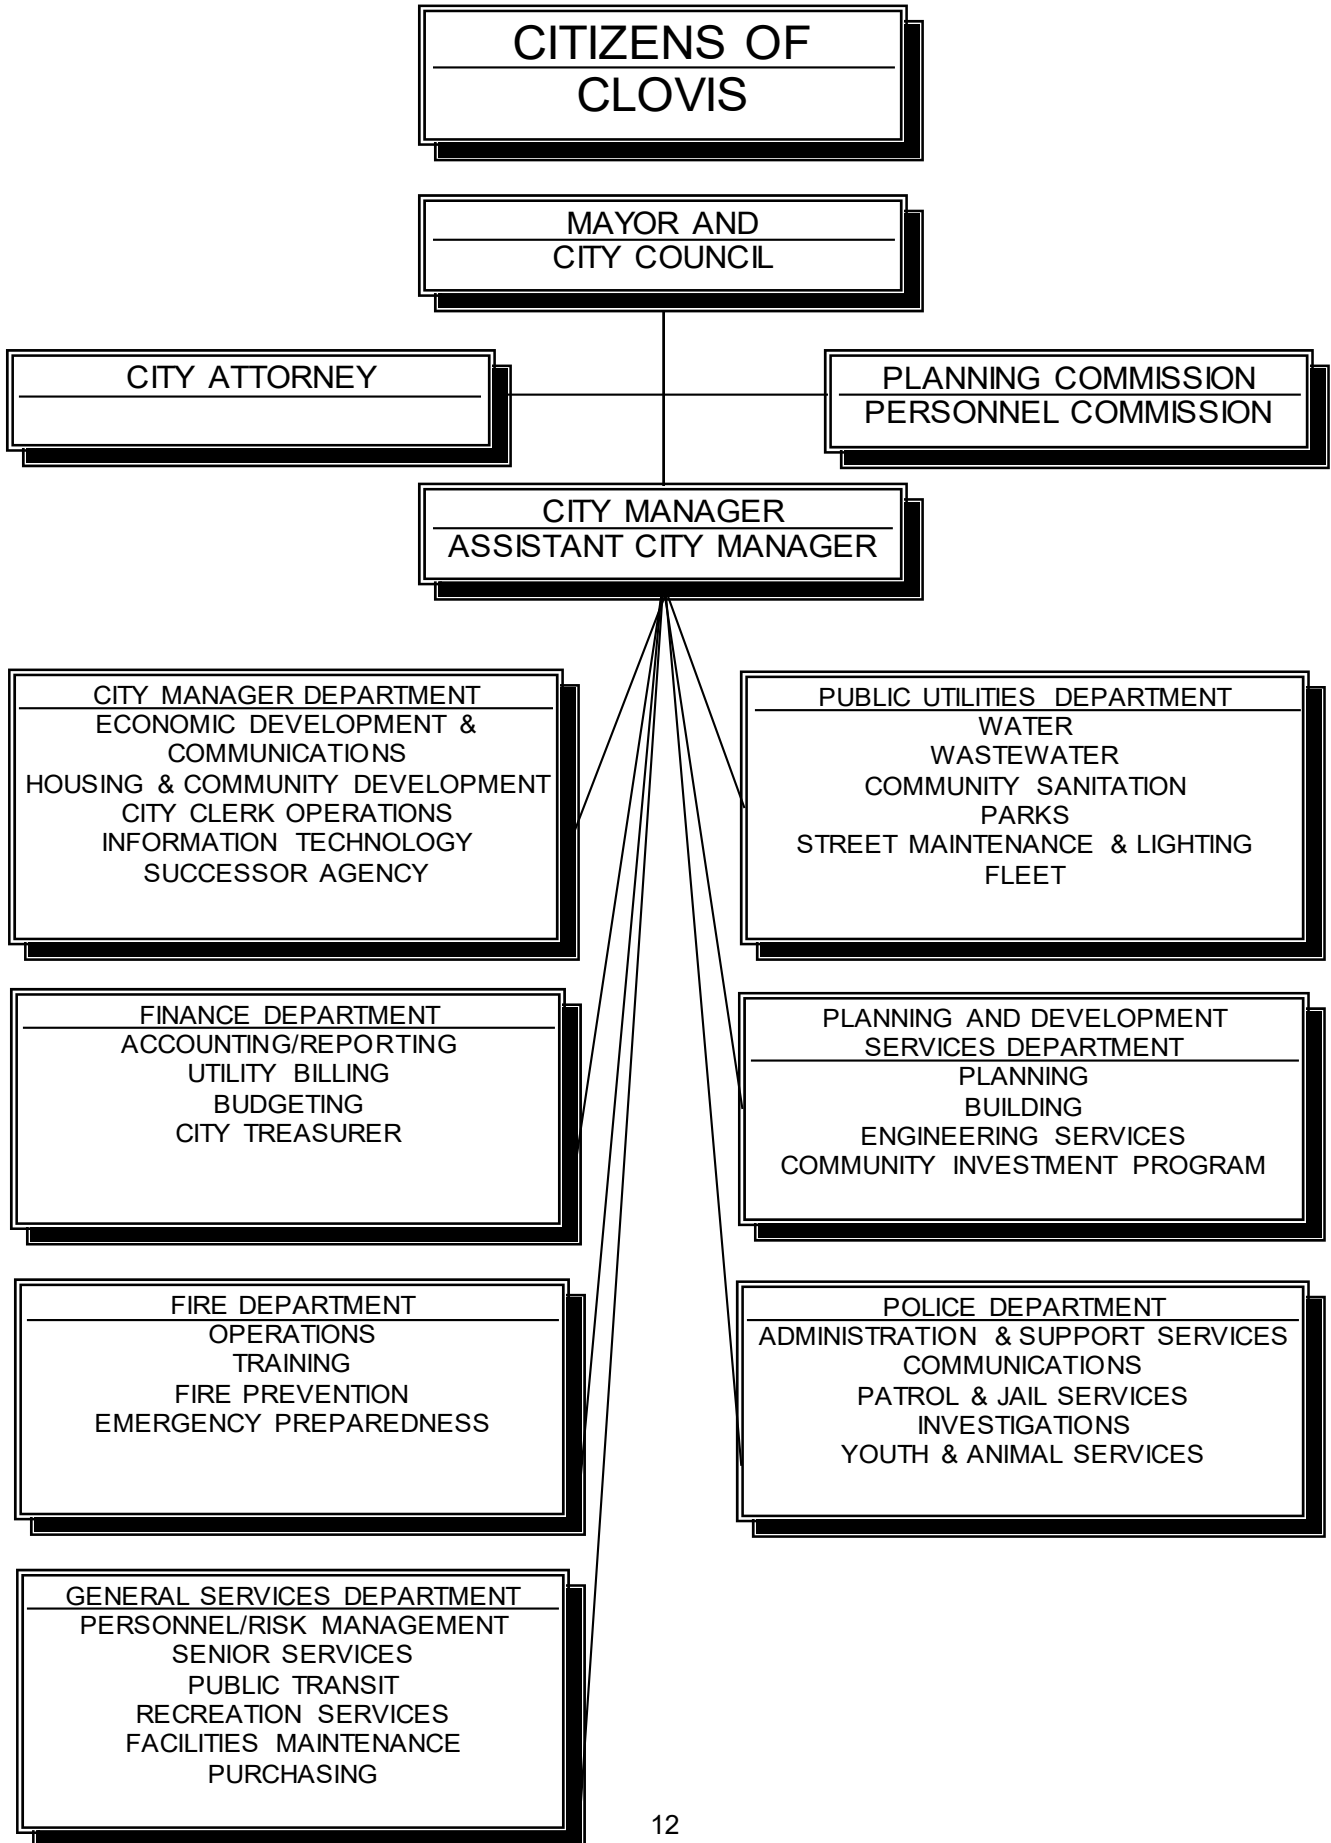 CITIZENS OF
CLOVIS
MAYOR AND
CITY COUNCIL
CITY ATTORNEY
PLANNING COMMISSION
PERSONNEL COMMISSION
CITY MANAGER
ASSISTANT CITY MANAGER
CITY MANAGER DEPARTMENT
ECONOMIC DEVELOPMENT &
COMMUNICATIONS
HOUSING & COMMUNITY DEVELOPMENT
CITY CLERK OPERATIONS
INFORMATION TECHNOLOGY
SUCCESSOR AGENCY
PUBLIC UTILITIES DEPARTMENT
WATER
WASTEWATER
COMMUNITY SANITATION
PARKS
STREET MAINTENANCE & LIGHTING
FLEET
FINANCE DEPARTMENT
ACCOUNTING/REPORTING
UTILITY BILLING
BUDGETING
CITY TREASURER
PLANNING AND DEVELOPMENT
SERVICES DEPARTMENT
PLANNING
BUILDING
ENGINEERING SERVICES
COMMUNITY INVESTMENT PROGRAM
FIRE DEPARTMENT
OPERATIONS
TRAINING
FIRE PREVENTION
EMERGENCY PREPAREDNESS
POLICE DEPARTMENT
ADMINISTRATION & SUPPORT SERVICES
COMMUNICATIONS
PATROL & JAIL SERVICES
INVESTIGATIONS
YOUTH & ANIMAL SERVICES
GENERAL SERVICES DEPARTMENT
PERSONNEL/RISK MANAGEMENT
SENIOR SERVICES
PUBLIC TRANSIT
RECREATION SERVICES
FACILITIES MAINTENANCE
PURCHASING
12